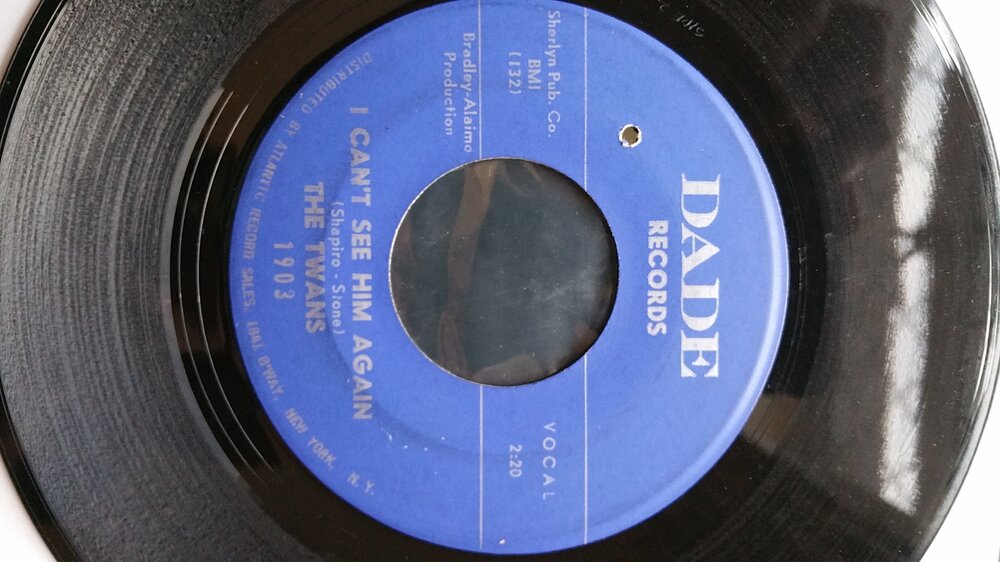 DADE
RECORDS
Sherlyn Pub. Co.
BMI
(132)
VOCAL
2:20
Bradley-Alaimo
Production
I CAN'T SEE HIM AGAIN
(Shapiro - Stone)
THE TWANS
1903
DISTRIBUTED BY ATLANTIC RECORD SALES, 1841 B'WAY, NEW YORK, N. Y.